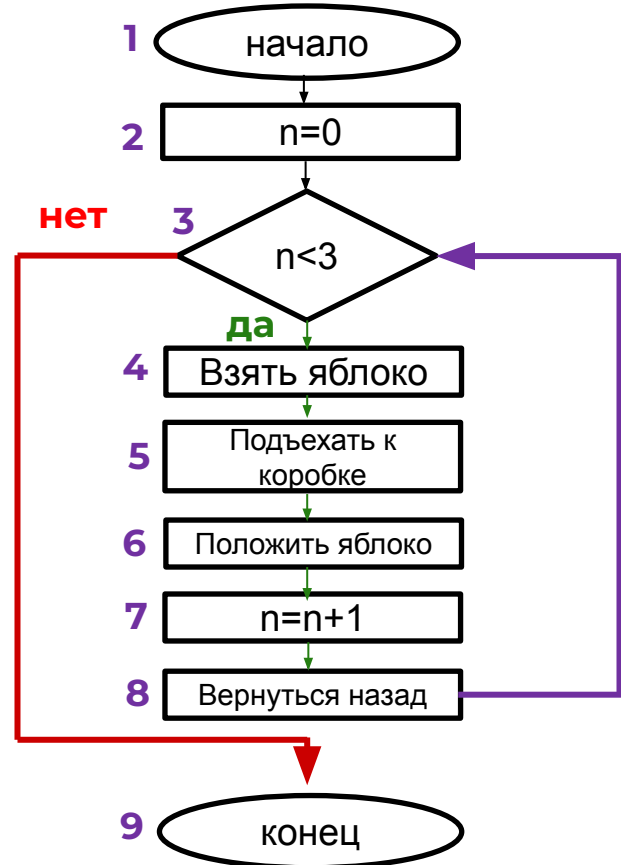 1 начало
2 n=0
нет 3
n<3
да
4 Взять яблоко
5 Подъехать к
коробке
6 Положить яблоко
7 n=n+1
8 Вернуться назад
9 конец